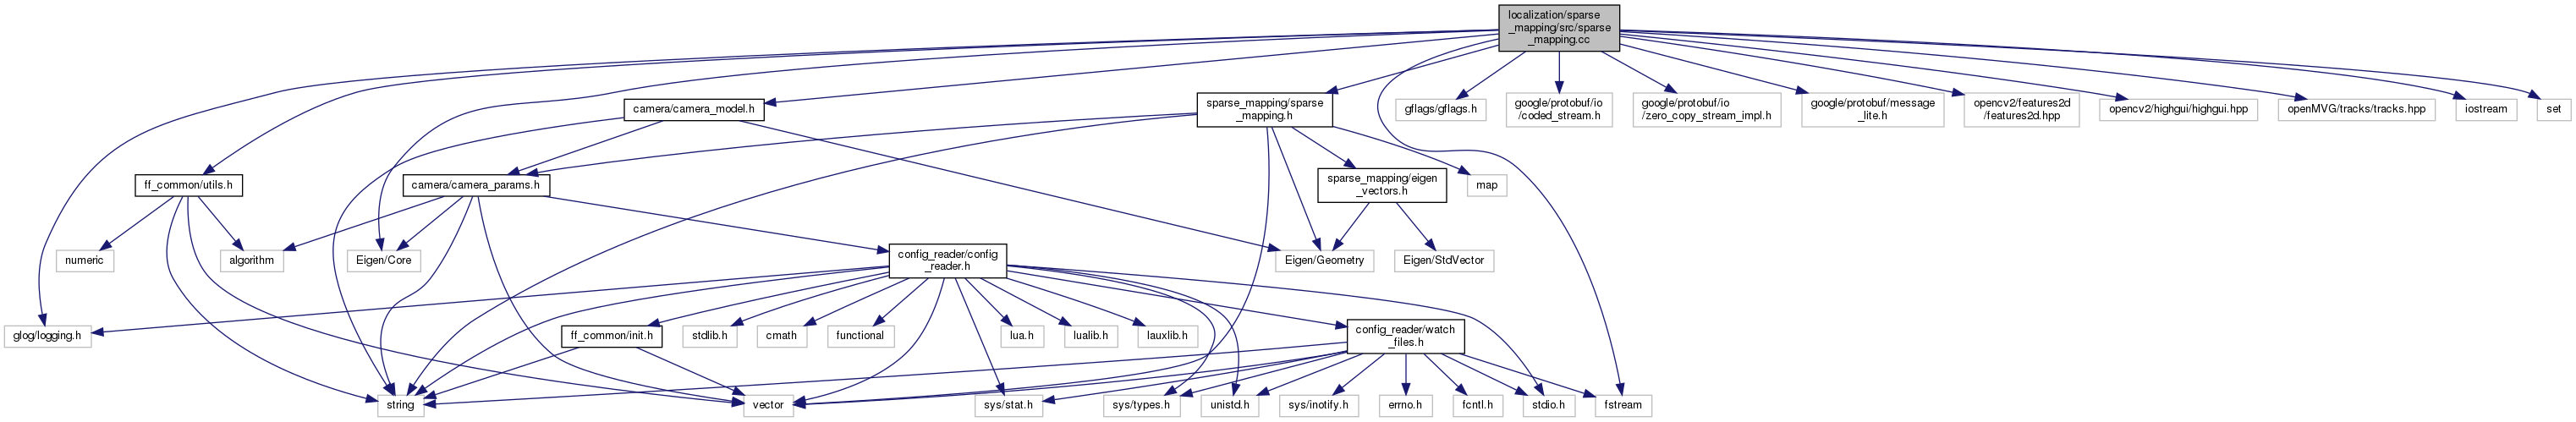 localization/sparse
_mapping/src/sparse
_mapping.cc
camera/camera_model.h
sparse_mapping/sparse
_mapping.h
gflags/gflags.h
google/protobuf/io
/coded_stream.h
google/protobuf/io
/zero_copy_stream_impl.h
google/protobuf/message
_lite.h
opencv2/features2d
/features2d.hpp
opencv2/highgui/highgui.hpp
openMVG/tracks/tracks.hpp
iostream
set
ff_common/utils.h
camera/camera_params.h
sparse_mapping/eigen
_vectors.h
map
numeric
algorithm
Eigen/Core
config_reader/config
_reader.h
Eigen/Geometry
Eigen/StdVector
glog/logging.h
ff_common/init.h
stdlib.h
cmath
functional
lua.h
lualib.h
lauxlib.h
config_reader/watch
_files.h
string
vector
sys/stat.h
sys/types.h
unistd.h
sys/inotify.h
errno.h
fcntl.h
stdio.h
fstream